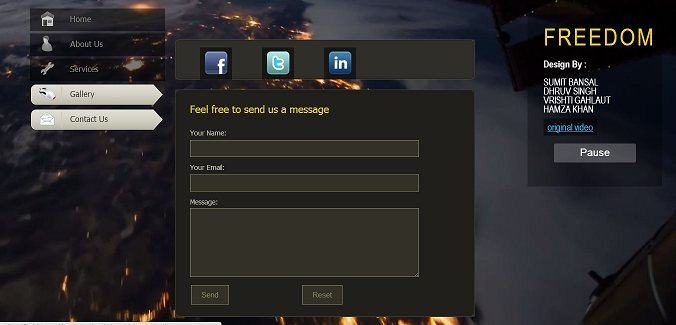 Home
About Us
Services
Gallery
Contact Us
f
t
in
Feel free to send us a message
Your Name:
Your Email:
Message:
Send
Reset
FREEDOM
Design By :
SUMIT BANSAL
DHRUV SINGH
VRISHTI GAHLAUT
HAMZA KHAN
original video
Pause